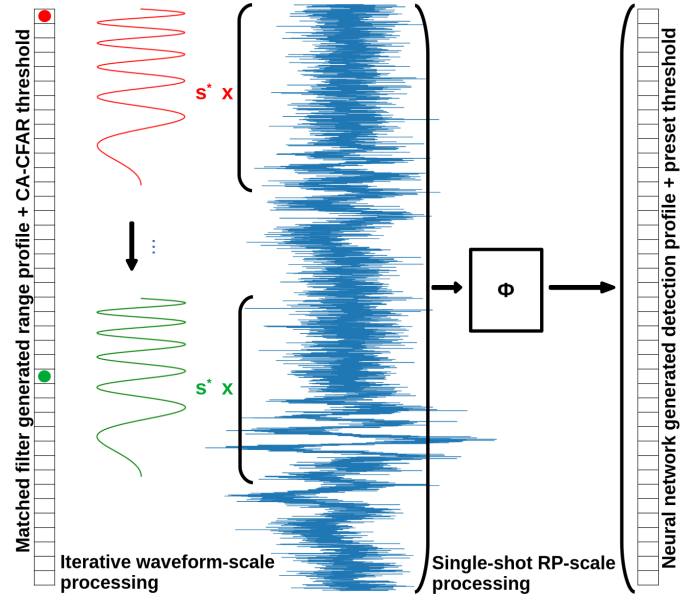 Matched filter generated range profile + CA-CFAR threshold
s* x
s* x
Φ
Iterative waveform-scale
processing
Single-shot RP-scale
processing
Neural network generated detection profile + preset threshold